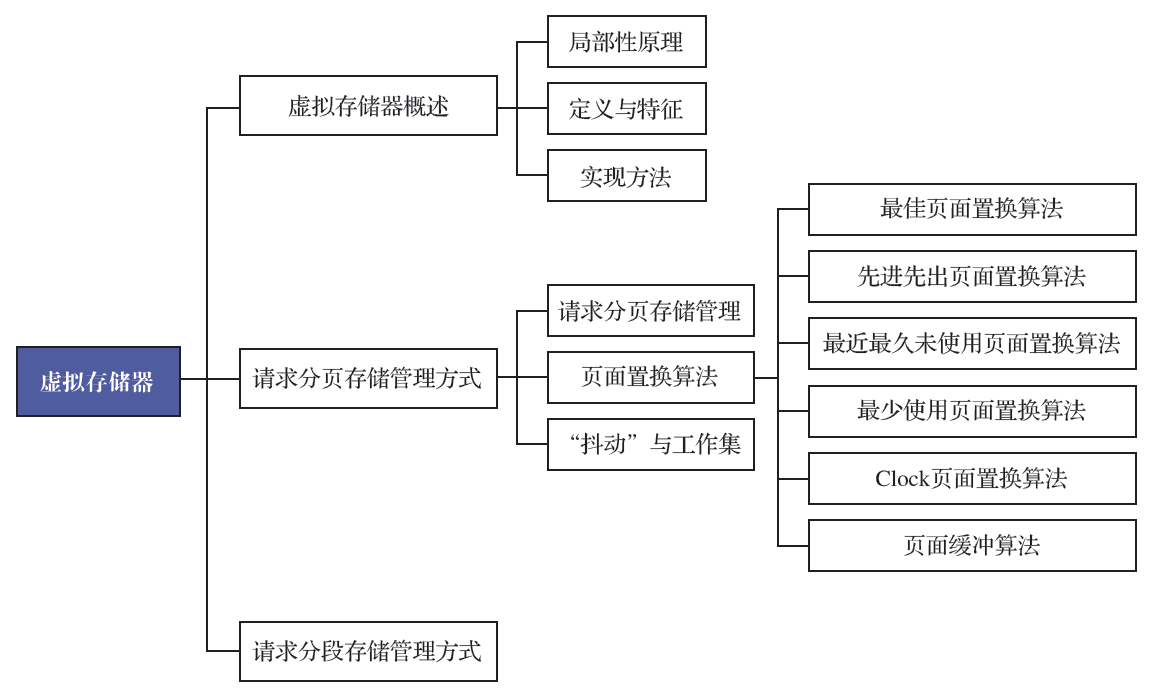 虚拟存储器
虚拟存储器概述
局部性原理
定义与特征
实现方法
请求分页存储管理方式
请求分页存储管理
页面置换算法
最佳页面置换算法
先进先出页面置换算法
最近最久未使用页面置换算法
最少使用页面置换算法
Clock页面置换算法
页面缓冲算法
“抖动”与工作集
请求分段存储管理方式